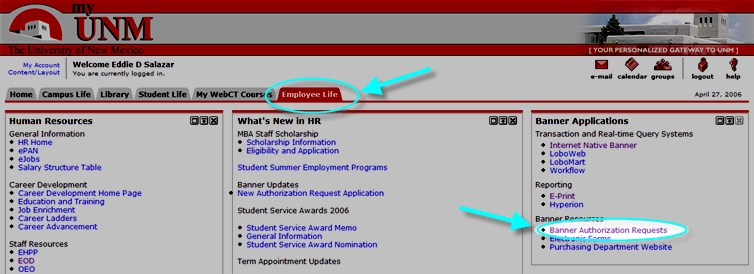 my
UNM
The University of New Mexico
[ YOUR PERSONALIZED GATEWAY TO UNM ]
My Account
Content/Layout
Welcome Eddie D Salazar
You are currently logged in.
e-mail calendar groups logout help
Home Campus Life Library Student Life My WebCT Courses Employee Life
April 27, 2006
Human Resources
General Information
HR Home
ePAN
eJobs
Salary Structure Table
Career Development
Career Development Home Page
Education and Training
Job Enrichment
Career Ladders
Career Advancement
Staff Resources
EHPP
EOD
OEO
What's New in HR
MBA Staff Scholarship
Scholarship Information
Eligibility and Application
Student Summer Employment Programs
Banner Updates
New Authorization Request Application
Student Service Awards 2006
Student Service Award Memo
General Information
Student Service Award Nomination
Term Appointment Updates
Banner Applications
Transaction and Real-time Query Systems
Internet Native Banner
LoboWeb
LoboMart
Workflow
Reporting
E-Print
Hyperion
Banner Resources
Banner Authorization Requests
Electronic Forms
Purchasing Department Website